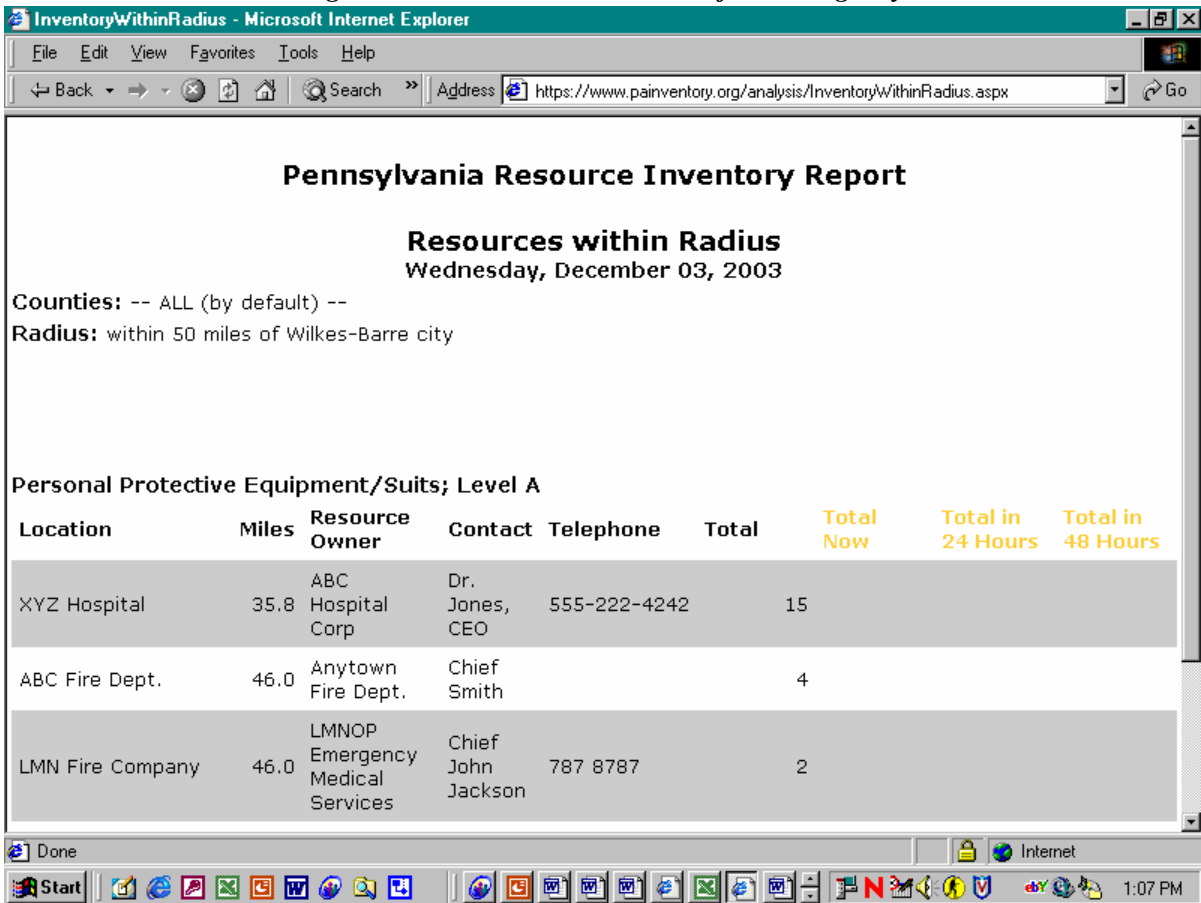 InventoryWithinRadius - Microsoft Internet Explorer
File Edit View Favorites Tools Help
Back Search » Address https://www.painventory.org/analysis/InventoryWithinRadius.aspx Go
Pennsylvania Resource Inventory Report
Resources within Radius
Wednesday, December 03, 2003
Counties: -- ALL (by default) --
Radius: within 50 miles of Wilkes-Barre city
Personal Protective Equipment/Suits; Level A
Location Miles Resource Owner Contact Telephone Total Total Now Total in 24 Hours Total in 48 Hours
XYZ Hospital 35.8 ABC Hospital Corp Dr. Jones, CEO 555-222-4242 15
ABC Fire Dept. 46.0 Anytown Fire Dept. Chief Smith 4
LMN Fire Company 46.0 LMNOP Emergency Medical Services Chief John Jackson 787 8787 2
Done Internet
Start 1:07 PM